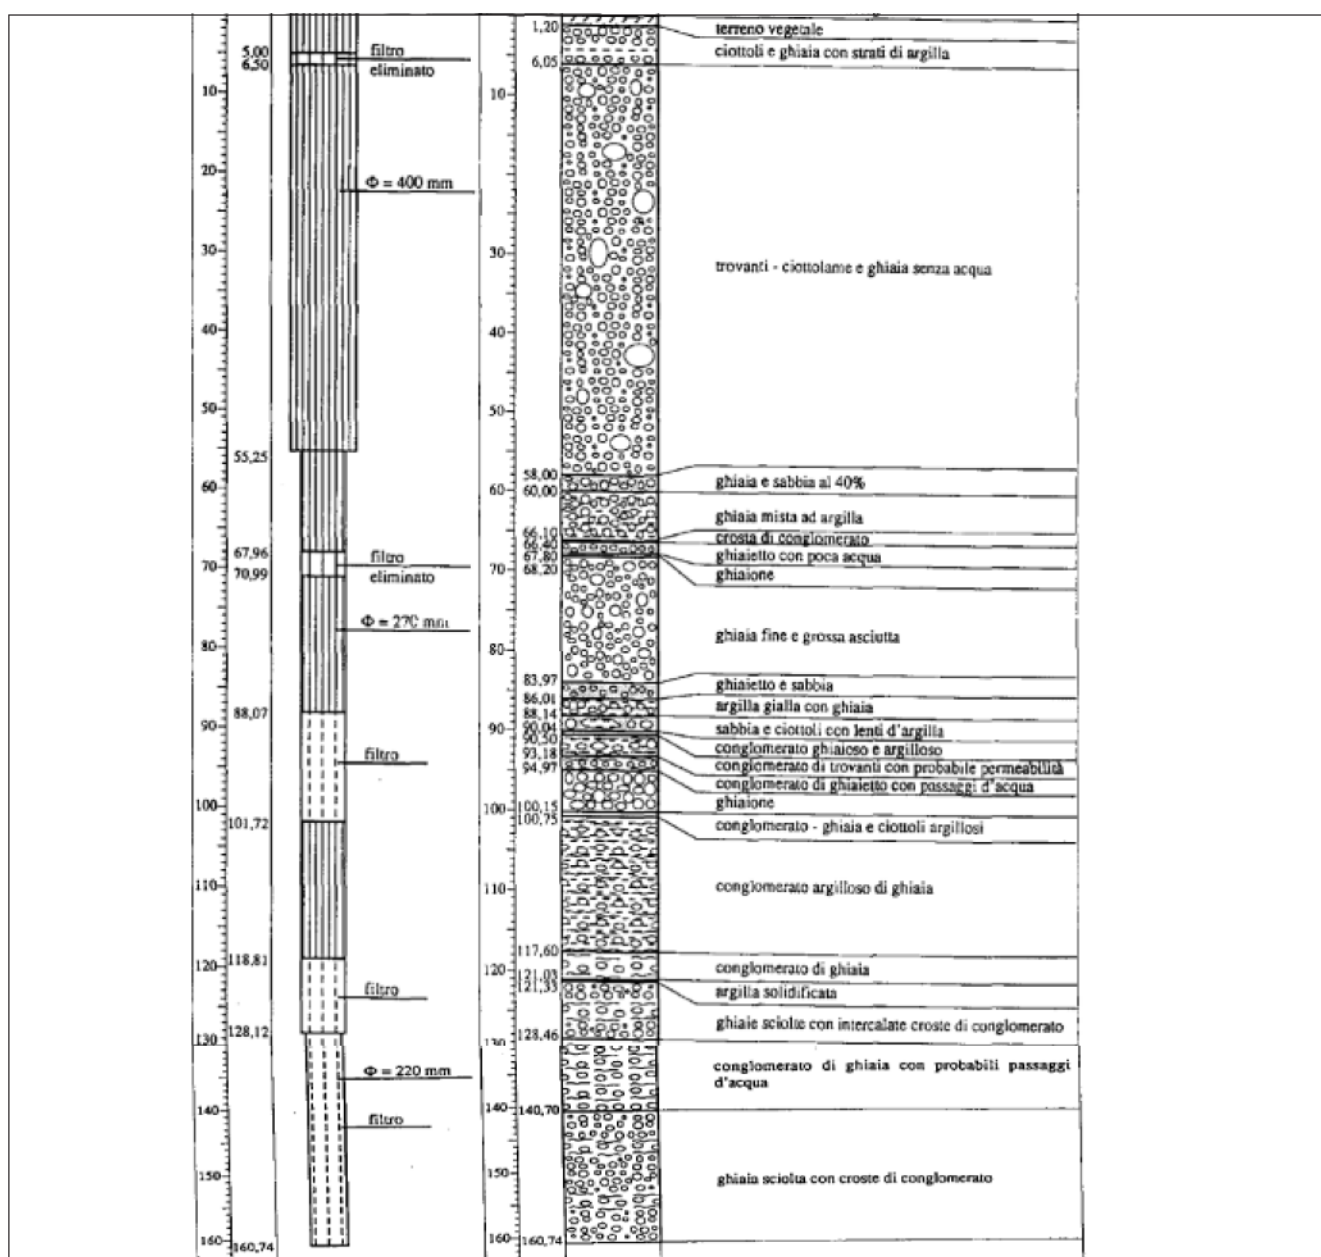 5,00
6,50
filtro
eliminato
10
20
Φ = 400 mm
30
40
50
55,25
60
67,96
70
70,99
filtro
eliminato
Φ = 270 mm
80
88,07
90
filtro
100
101,72
110
118,81
120
filtro
128,12
130
Φ = 220 mm
140
filtro
150
160
160,74
1,20
terreno vegetale
ciottoli e ghiaia con strati di argilla
6,05
10
20
30
trovanti - ciottolame e ghiaia senza acqua
40
50
58,00
ghiaia e sabbia al 40%
60
60,00
ghiaia mista ad argilla
66,10
crosta di conglomerato
66,40
ghiaietto con poca acqua
67,80
ghiaione
68,20
70
ghiaia fine e grossa asciutta
80
83,97
ghiaietto e sabbia
86,01
argilla gialla con ghiaia
88,14
sabbia e ciottoli con lenti d'argilla
90
90,04
conglomerato ghiaioso e argilloso
90,50
conglomerato di trovanti con probabile permeabilità
93,18
conglomerato di ghiaietto con passaggi d'acqua
94,97
ghiaione
100
100,15
conglomerato - ghiaia e ciottoli argillosi
100,75
conglomerato argilloso di ghiaia
110
117,60
conglomerato di ghiaia
120
121,03
argilla solidificata
121,33
ghiaie sciolte con intercalate croste di conglomerato
128,46
130
conglomerato di ghiaia con probabili passaggi
d'acqua
140
140,70
ghiaia sciolta con croste di conglomerato
150
160
160,74